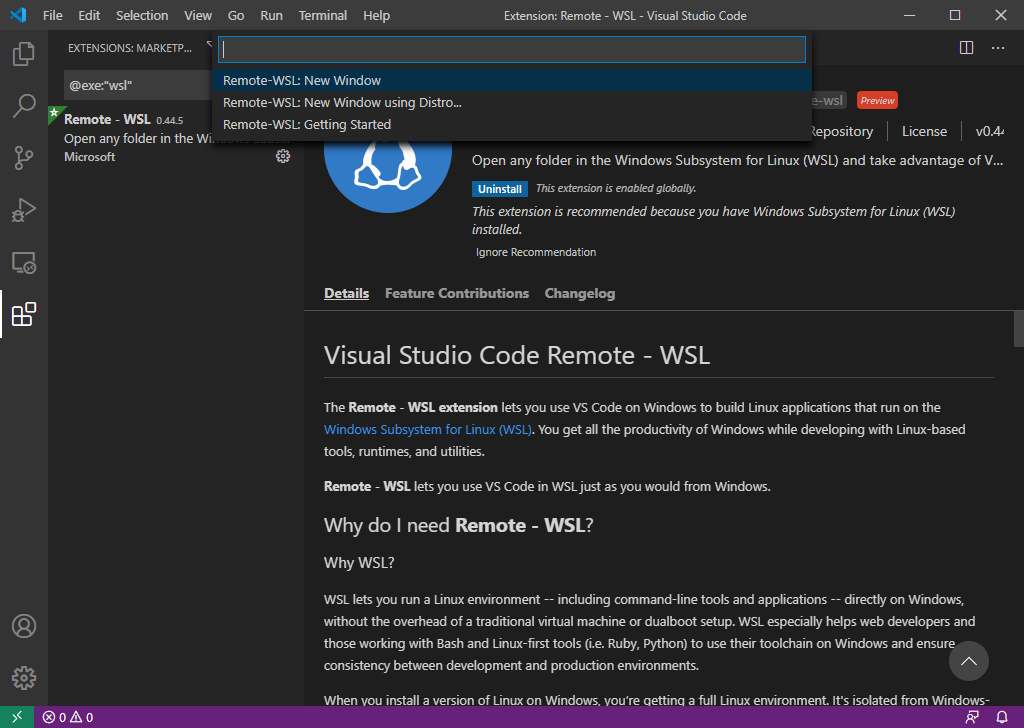 File Edit Selection View Go Run Terminal Help Extension: Remote - WSL - Visual Studio Code
EXTENSIONS: MARKETP...
@exe:"wsl"
Remote - WSL 0.44.5
Open any folder in the
Microsoft
Remote-WSL: New Window
Remote-WSL: New Window using Distro...
Remote-WSL: Getting Started
e-wsl Preview
Repository License v0.44
Open any folder in the Windows Subsystem for Linux (WSL) and take advantage of V...
Uninstall This extension is enabled globally.
This extension is recommended because you have Windows Subsystem for Linux (WSL)
installed.
Ignore Recommendation
Details Feature Contributions Changelog
Visual Studio Code Remote - WSL
The Remote - WSL extension lets you use VS Code on Windows to build Linux applications that run on the
Windows Subsystem for Linux (WSL). You get all the productivity of Windows while developing with Linux-based
tools, runtimes, and utilities.
Remote - WSL lets you use VS Code in WSL just as you would from Windows.
Why do I need Remote - WSL?
Why WSL?
WSL lets you run a Linux environment -- including command-line tools and applications -- directly on Windows,
without the overhead of a traditional virtual machine or dualboot setup. WSL especially helps web developers and
those working with Bash and Linux-first tools (i.e. Ruby, Python) to use their toolchain on Windows and ensure
consistency between development and production environments.
When you install a version of Linux on Windows, you're getting a full Linux environment. It's isolated from Windows-
0 0